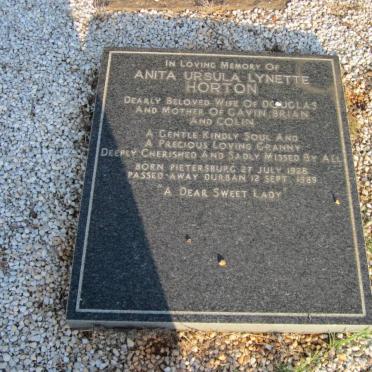 In Loving Memory Of
Anita Ursula Lynette
Horton
Dearly Beloved Wife Of Douglas
And Mother Of Gavin, Brian
And Colin
A Gentle Kindly Soul And
A Precious Loving Granny
Deeply Cherished And Sadly Missed By All
Born Pietersburg 27 July 1928
Passed Away Durban 12 Sept. 1989
"A Dear Sweet Lady"